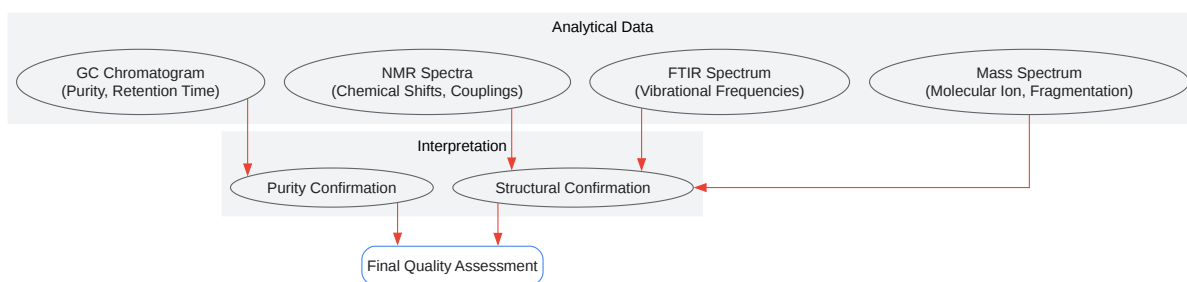 Analytical Data
GC Chromatogram
(Purity, Retention Time)
NMR Spectra
(Chemical Shifts, Couplings)
FTIR Spectrum
(Vibrational Frequencies)
Mass Spectrum
(Molecular Ion, Fragmentation)
Interpretation
Purity Confirmation
Structural Confirmation
Final Quality Assessment